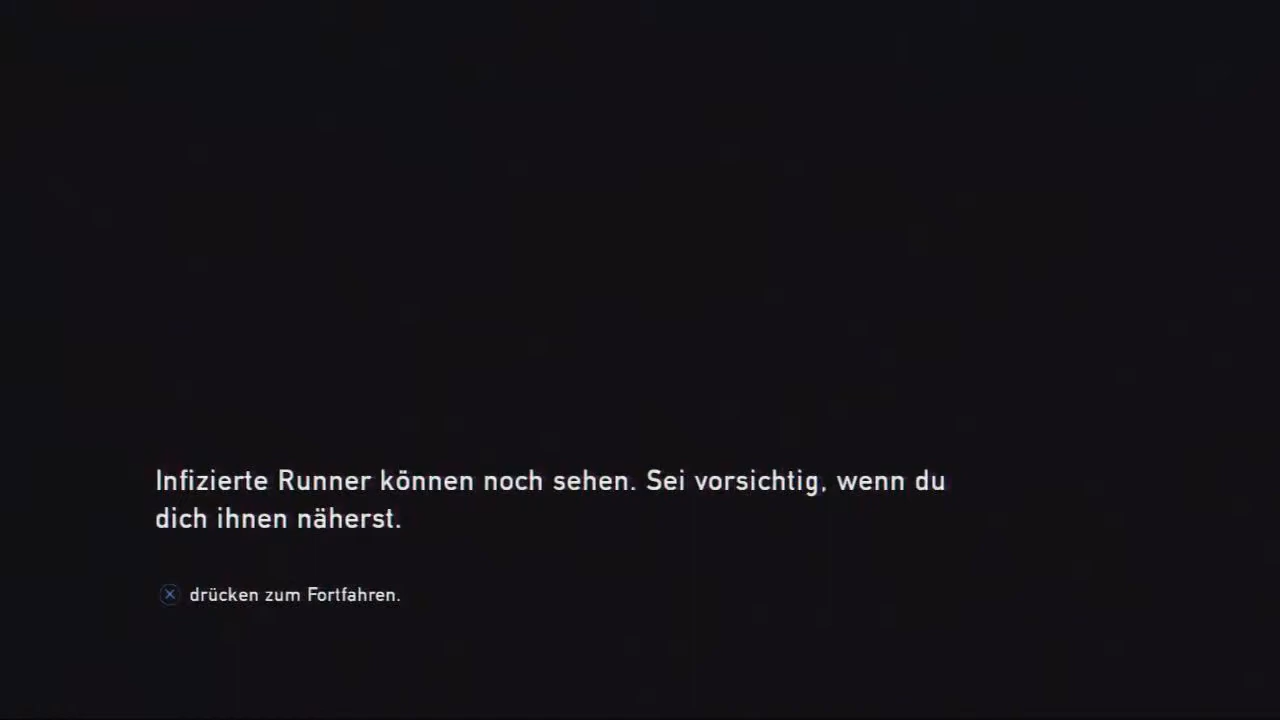 Infizierte Runner können noch sehen. Sei vorsichtig, wenn du
dich ihnen näherst.
drücken zum Fortfahren.